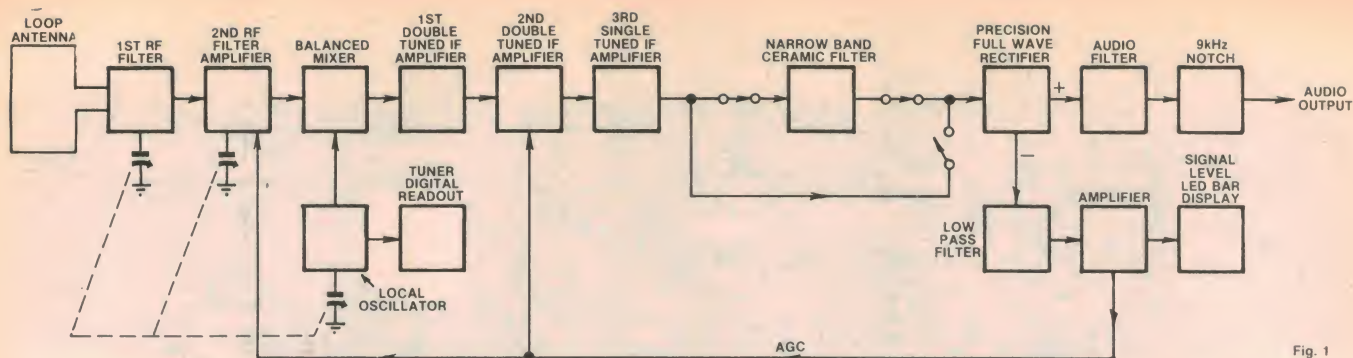 LOOP
ANTENNA
1ST RF
FILTER
2ND RF
FILTER
AMPLIFIER
BALANCED
MIXER
1ST
DOUBLE
TUNED IF
AMPLIFIER
2ND
DOUBLE
TUNED IF
AMPLIFIER
3RD
SINGLE
TUNED IF
AMPLIFIER
NARROW BAND
CERAMIC FILTER
PRECISION
FULL WAVE
RECTIFIER
+
AUDIO
FILTER
9kHz
NOTCH
AUDIO
OUTPUT
TUNER
DIGITAL
READOUT
LOCAL
OSCILLATOR
−
LOW
PASS
FILTER
AMPLIFIER
SIGNAL
LEVEL
LED BAR
DISPLAY
AGC
Fig. 1